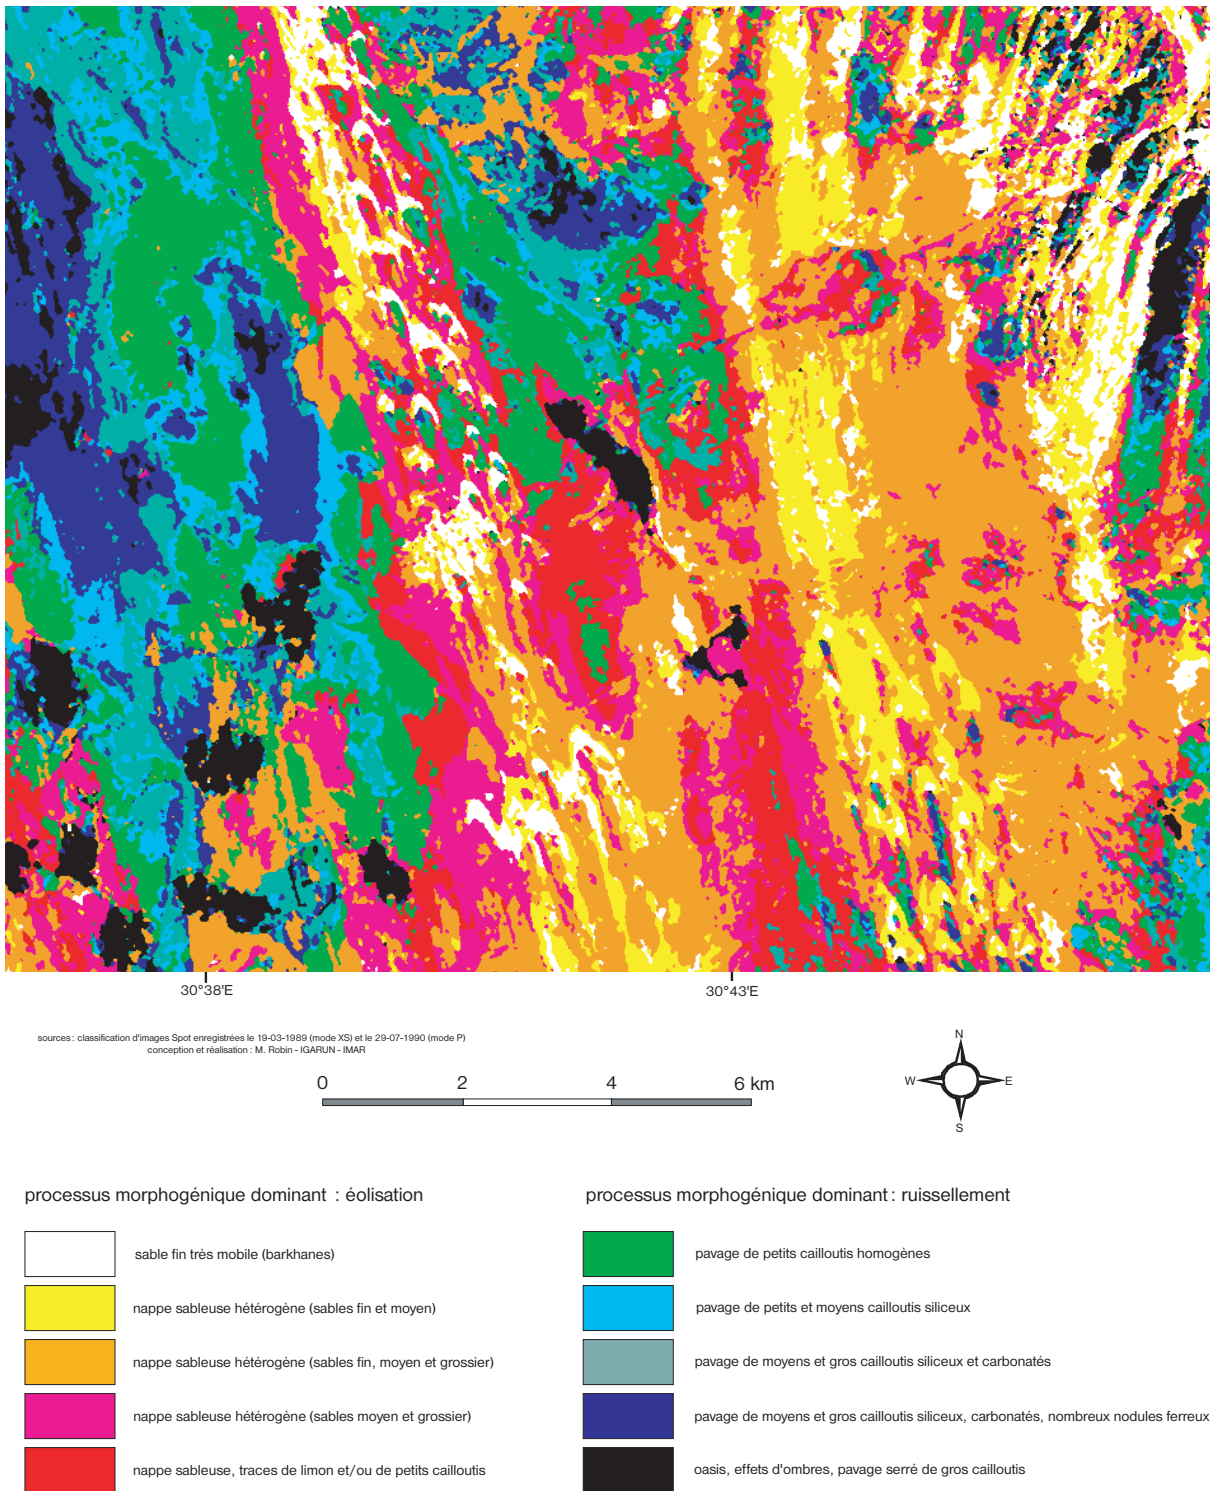 30°38'E
30°43'E
sources : classification d'images Spot enregistrées le 19-03-1989 (mode XS) et le 29-07-1990 (mode P)
conception et réalisation : M. Robin - IGARUN - IMAR
0 2 4 6 km
N
W E
S
processus morphogénique dominant : éolisation
sable fin très mobile (barkhanes)
nappe sableuse hétérogène (sables fin et moyen)
nappe sableuse hétérogène (sables fin, moyen et grossier)
nappe sableuse hétérogène (sables moyen et grossier)
nappe sableuse, traces de limon et/ou de petits cailloutis
processus morphogénique dominant : ruissellement
pavage de petits cailloutis homogènes
pavage de petits et moyens cailloutis siliceux
pavage de moyens et gros cailloutis siliceux et carbonatés
pavage de moyens et gros cailloutis siliceux, carbonatés, nombreux nodules ferreux
oasis, effets d'ombres, pavage serré de gros cailloutis